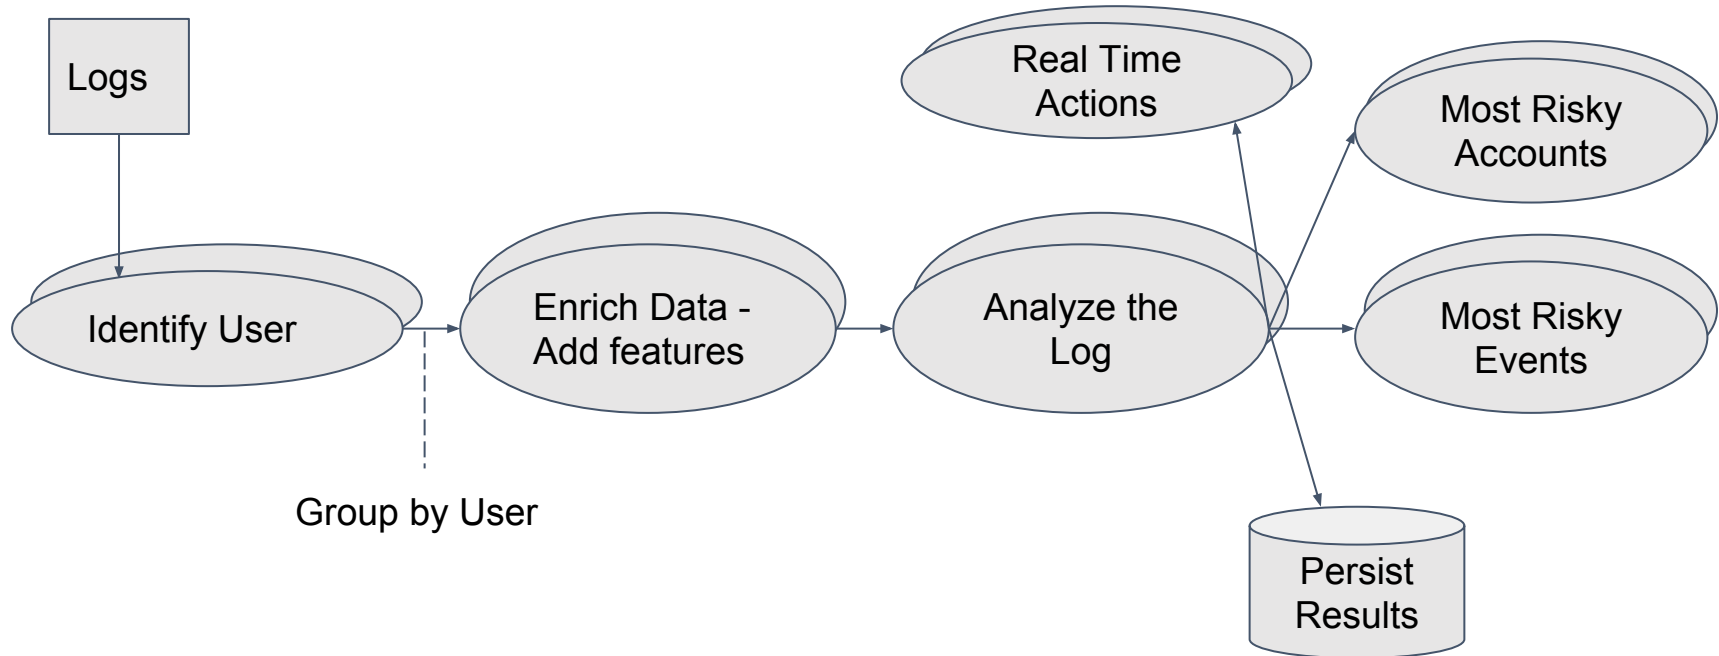 Logs
Real Time
Actions
Most Risky
Accounts
Identify User
Enrich Data -
Add features
Analyze the
Log
Most Risky
Events
Group by User
Persist
Results